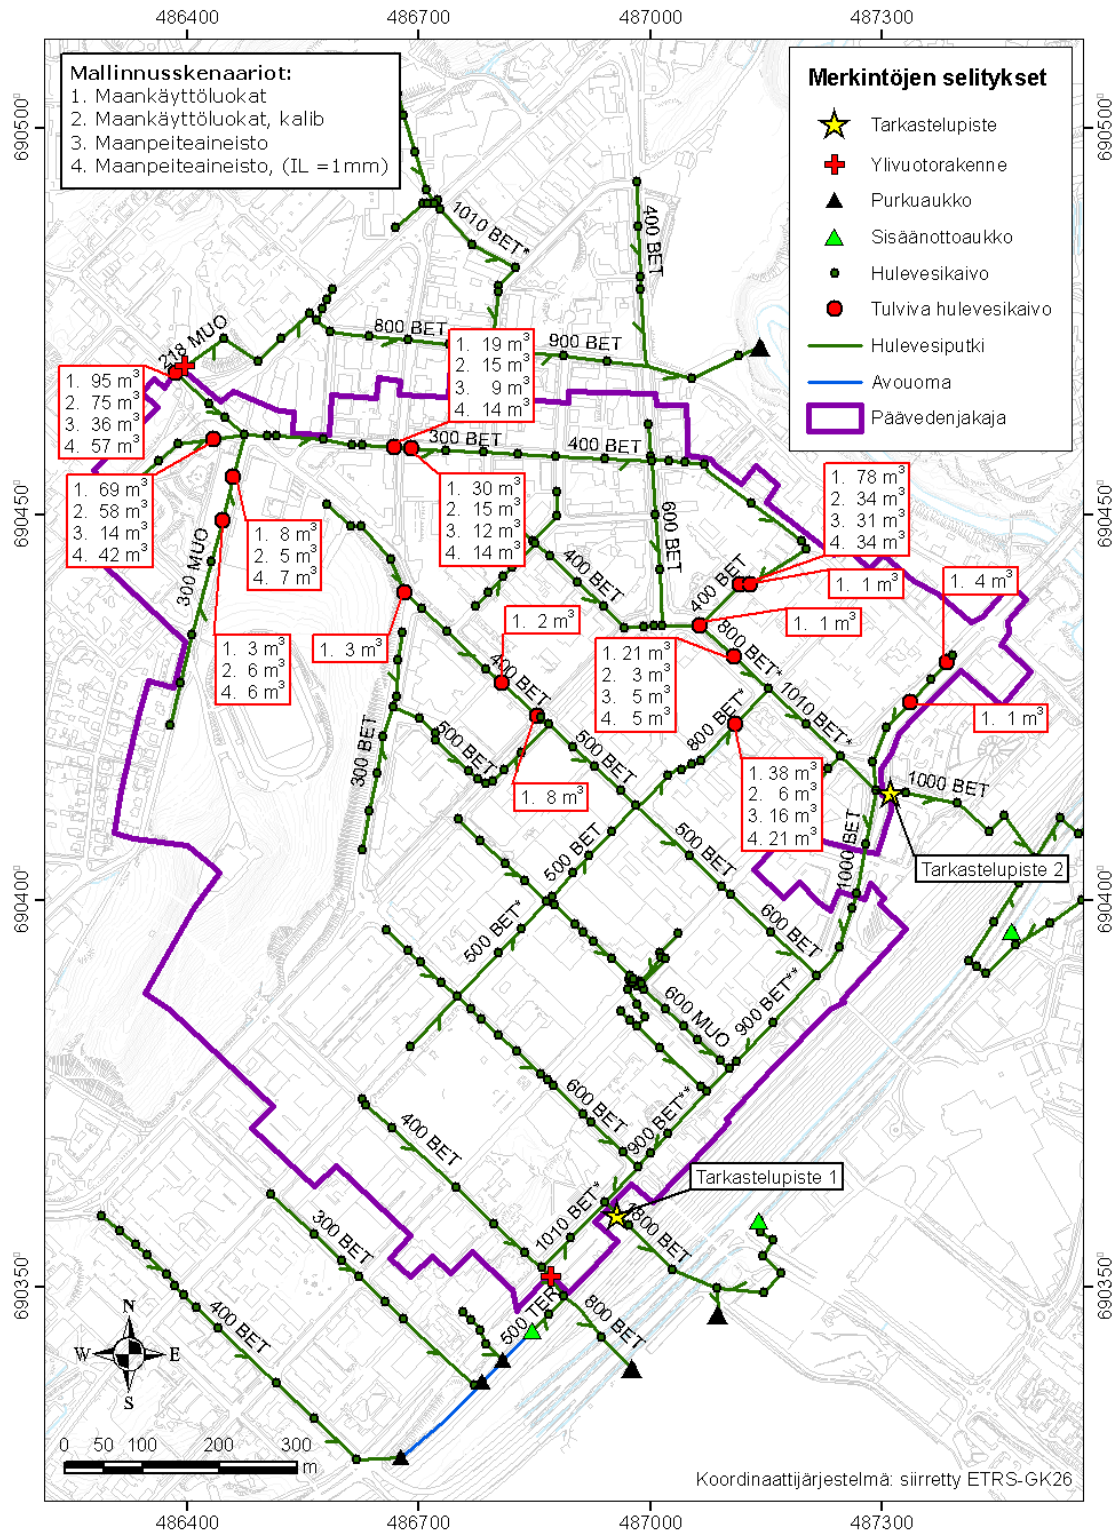 486400 486700 487000 487300
Mallinnusskenaariot:
1. Maankäyttöluokat
2. Maankäyttöluokat, kalib
3. Maanpeiteaineisto
4. Maanpeiteaineisto, (IL =1mm)
Merkintöjen selitykset
Tarkastelupiste
Ylivuotorakenne
Purkuaukko
Sisäänottoaukko
Hulevesikaivo
Tulviva hulevesikaivo
Hulevesiputki
Avouoma
Päävedenjakaja
1010 BET*
400 BET
218 MUO
800 BET
900 BET
1. 19 m³
2. 15 m³
3. 9 m³
4. 14 m³
1. 95 m³
2. 75 m³
3. 36 m³
4. 57 m³
300 BET
400 BET
1. 69 m³
2. 58 m³
3. 14 m³
4. 42 m³
1. 30 m³
2. 15 m³
3. 12 m³
4. 14 m³
1. 78 m³
2. 34 m³
3. 31 m³
4. 34 m³
1. 8 m³
2. 5 m³
4. 7 m³
300 MUO
600 BET
400 BET
400 BET
1. 1 m³
1. 4 m³
1. 2 m³
1. 1 m³
1. 3 m³
2. 6 m³
4. 6 m³
1. 3 m³
1. 21 m³
2. 3 m³
3. 5 m³
4. 5 m³
800 BET*
400 BET
1010 BET*
1. 1 m³
800 BET*
300 BET
500 BET
500 BET
1. 8 m³
1. 38 m³
2. 6 m³
3. 16 m³
4. 21 m³
1000 BET
1000 BET
Tarkastelupiste 2
500 BET
500 BET
500 BET*
600 BET
900 BET**
600 MUO
600 BET
900 BET**
400 BET
1010 BET*
Tarkastelupiste 1
1800 BET
300 BET
400 BET
500 TER
800 BET
N
W E
S
0 50 100 200 300
m
Koordinaattijärjestelmä: siirretty ETRS-GK26
486400 486700 487000 487300